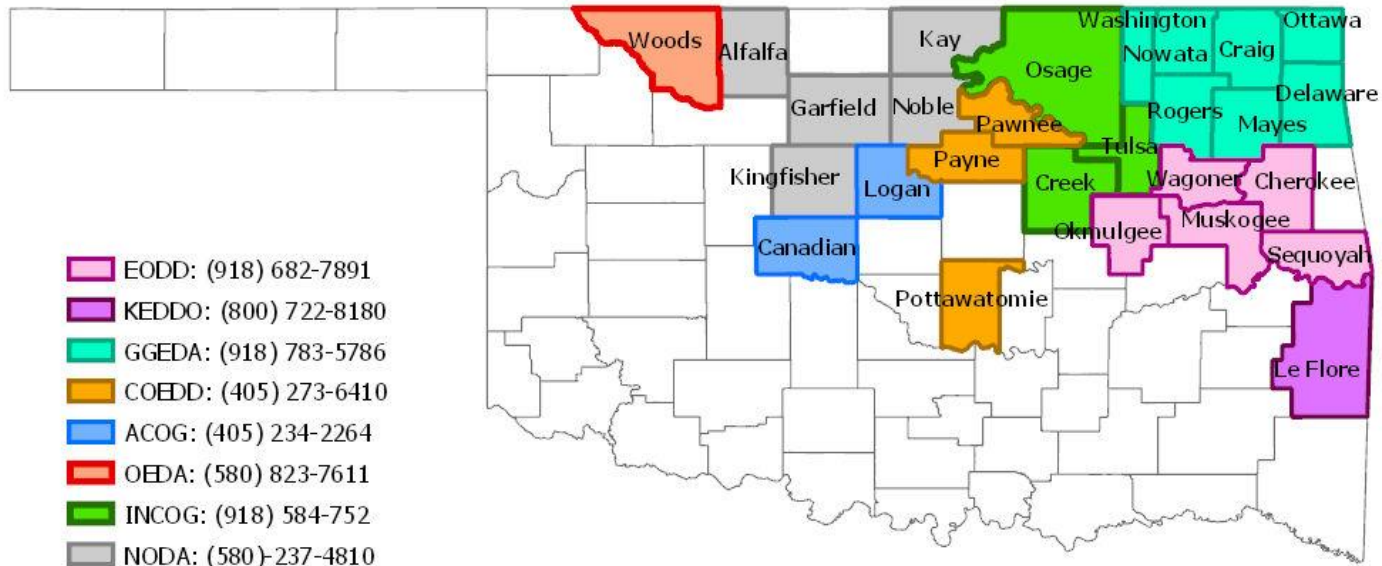 Washington
Ottawa
Woods
Alfalfa
Kay
Nowata
Craig
Osage
Garfield
Noble
Rogers
Delaware
Pawnee
Mayes
Tulsa
Payne
Kingfisher
Logan
Creek
Wagoner
Cherokee
Muskogee
Okmulgee
Canadian
Sequoyah
Pottawatomie
Le Flore
EODD: (918) 682-7891
KEDDO: (800) 722-8180
GGEDA: (918) 783-5786
COEDD: (405) 273-6410
ACOG: (405) 234-2264
OEDA: (580) 823-7611
INCOG: (918) 584-752
NODA: (580)-237-4810